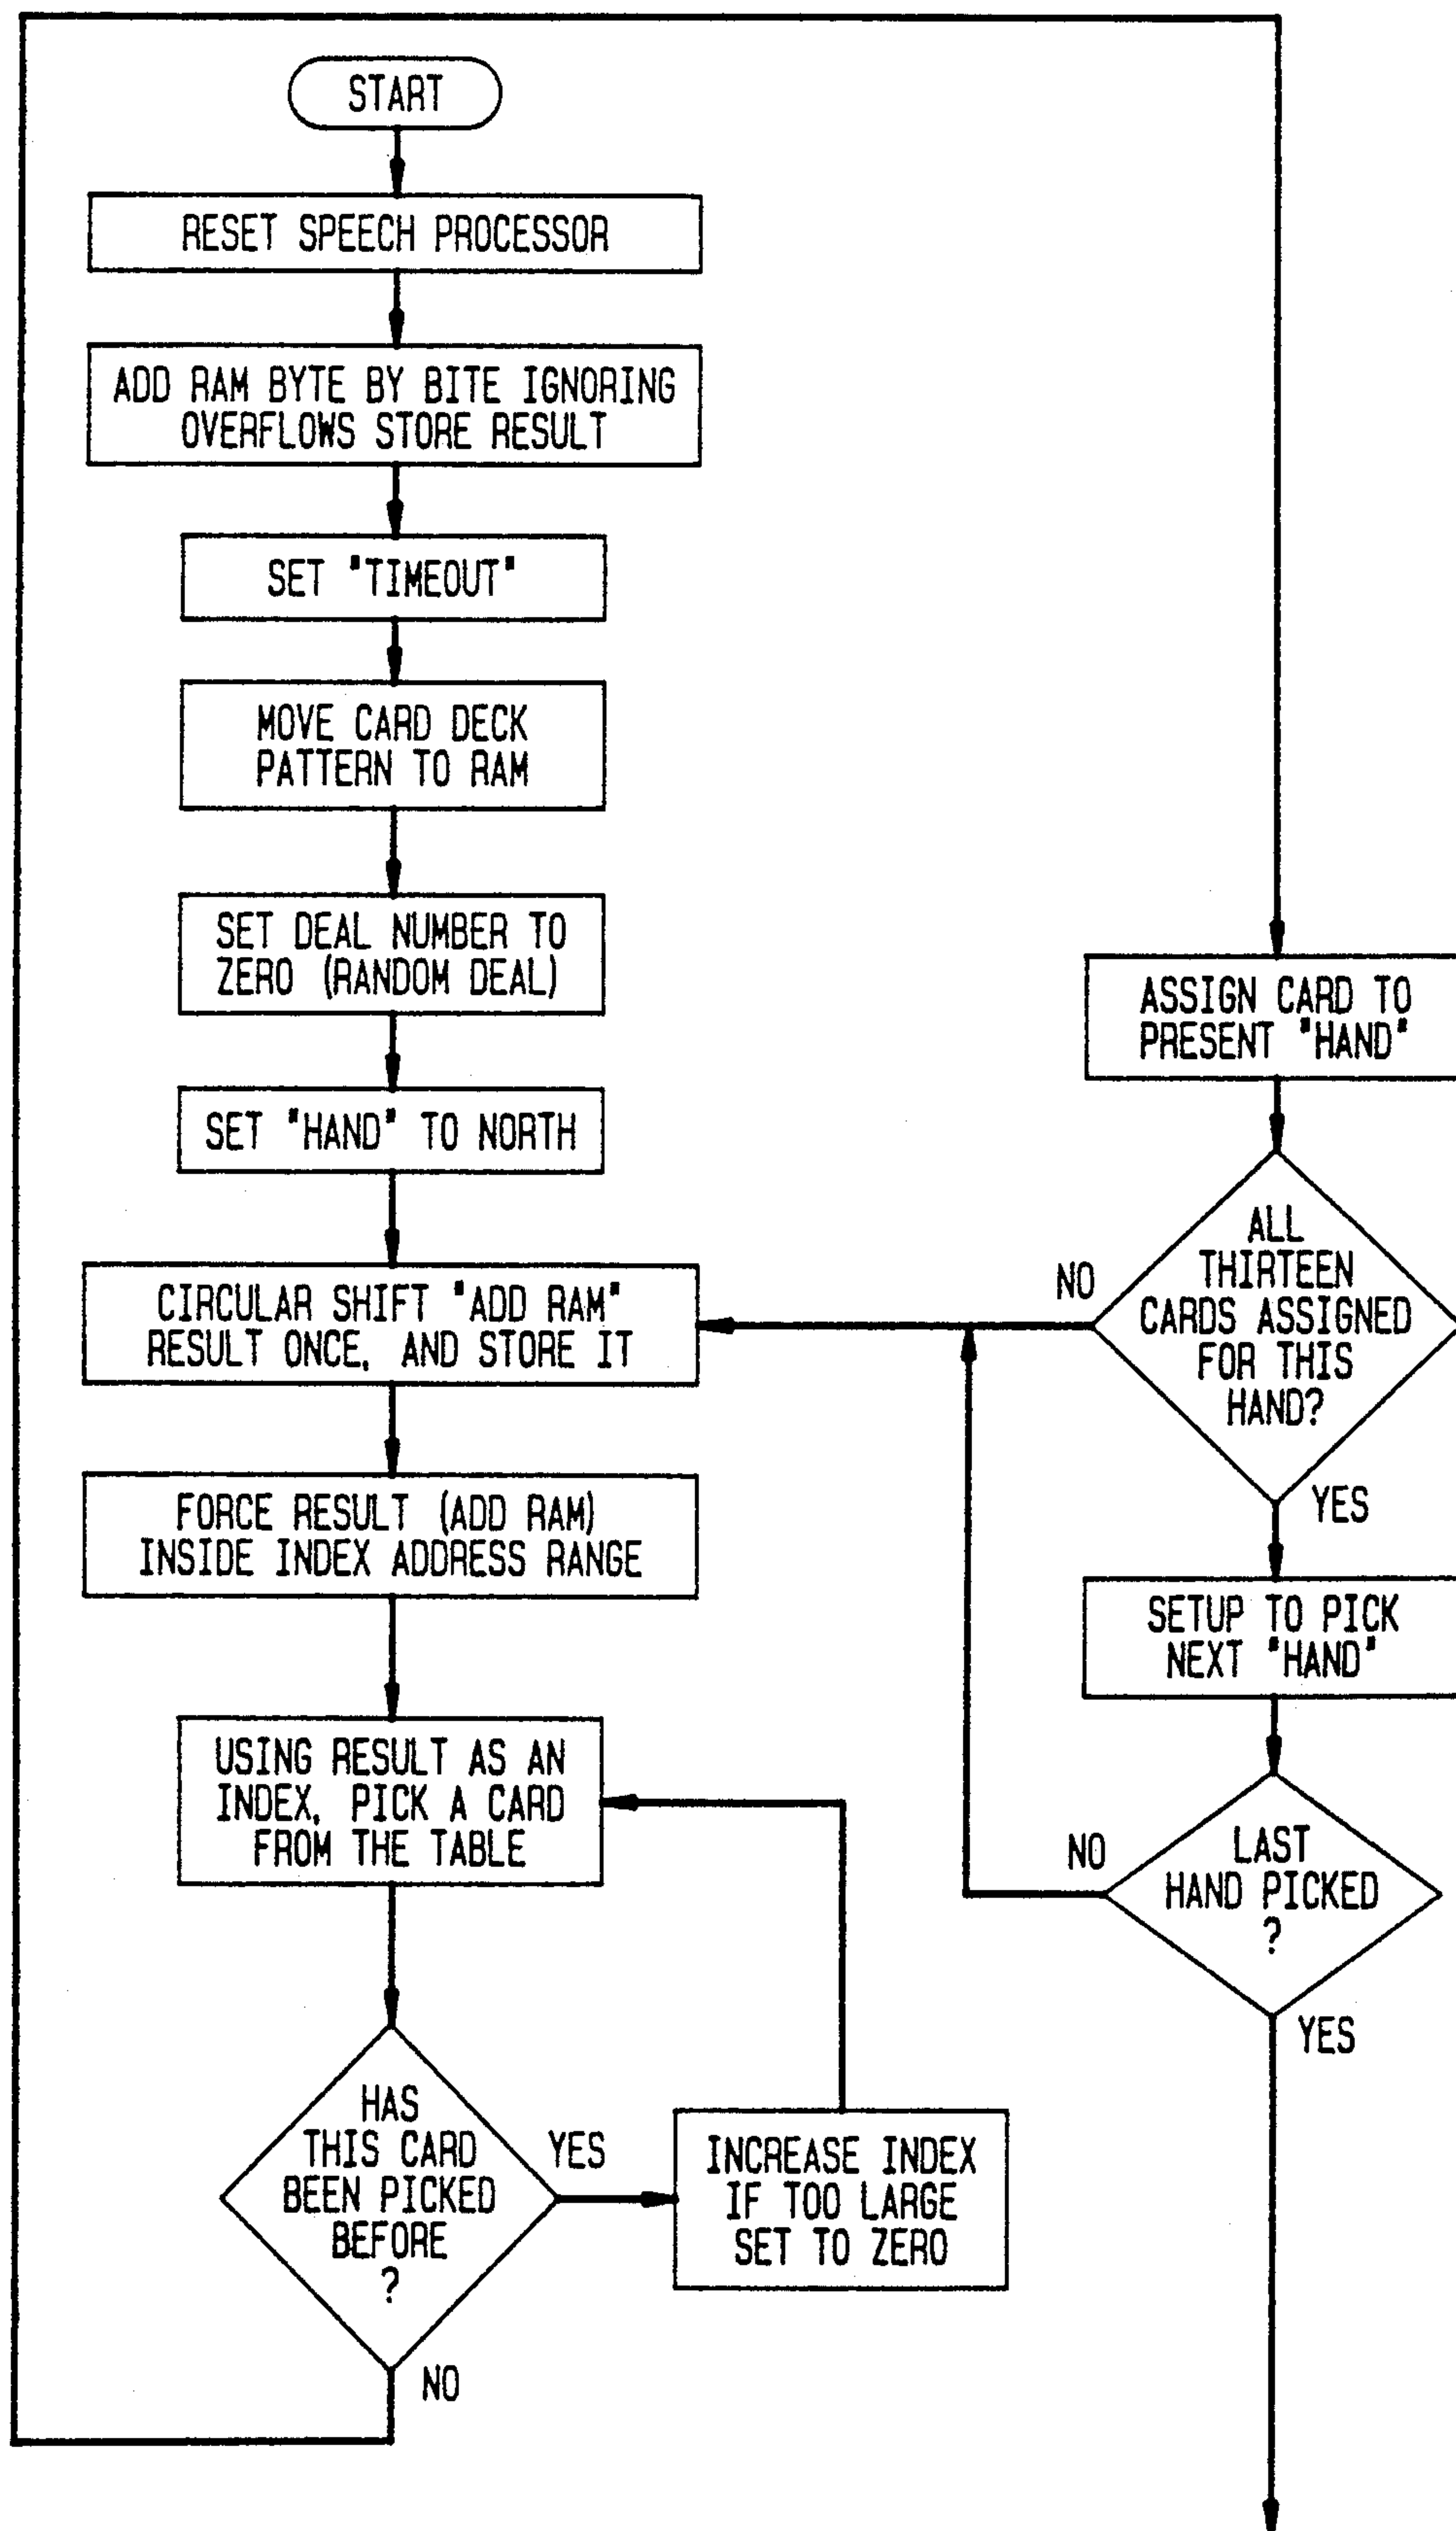 START
RESET SPEECH PROCESSOR
ADD RAM BYTE BY BITE IGNORING
OVERFLOWS STORE RESULT
SET "TIMEOUT"
MOVE CARD DECK
PATTERN TO RAM
SET DEAL NUMBER TO
ZERO (RANDOM DEAL)
SET "HAND" TO NORTH
CIRCULAR SHIFT "ADD RAM"
RESULT ONCE, AND STORE IT
FORCE RESULT (ADD RAM)
INSIDE INDEX ADDRESS RANGE
USING RESULT AS AN
INDEX, PICK A CARD
FROM THE TABLE
HAS
THIS CARD
BEEN PICKED
BEFORE
?
YES
NO
INCREASE INDEX
IF TOO LARGE
SET TO ZERO
ASSIGN CARD TO
PRESENT "HAND"
ALL
THIRTEEN
CARDS ASSIGNED
FOR THIS
HAND?
NO
YES
SETUP TO PICK
NEXT "HAND"
LAST
HAND PICKED
?
NO
YES